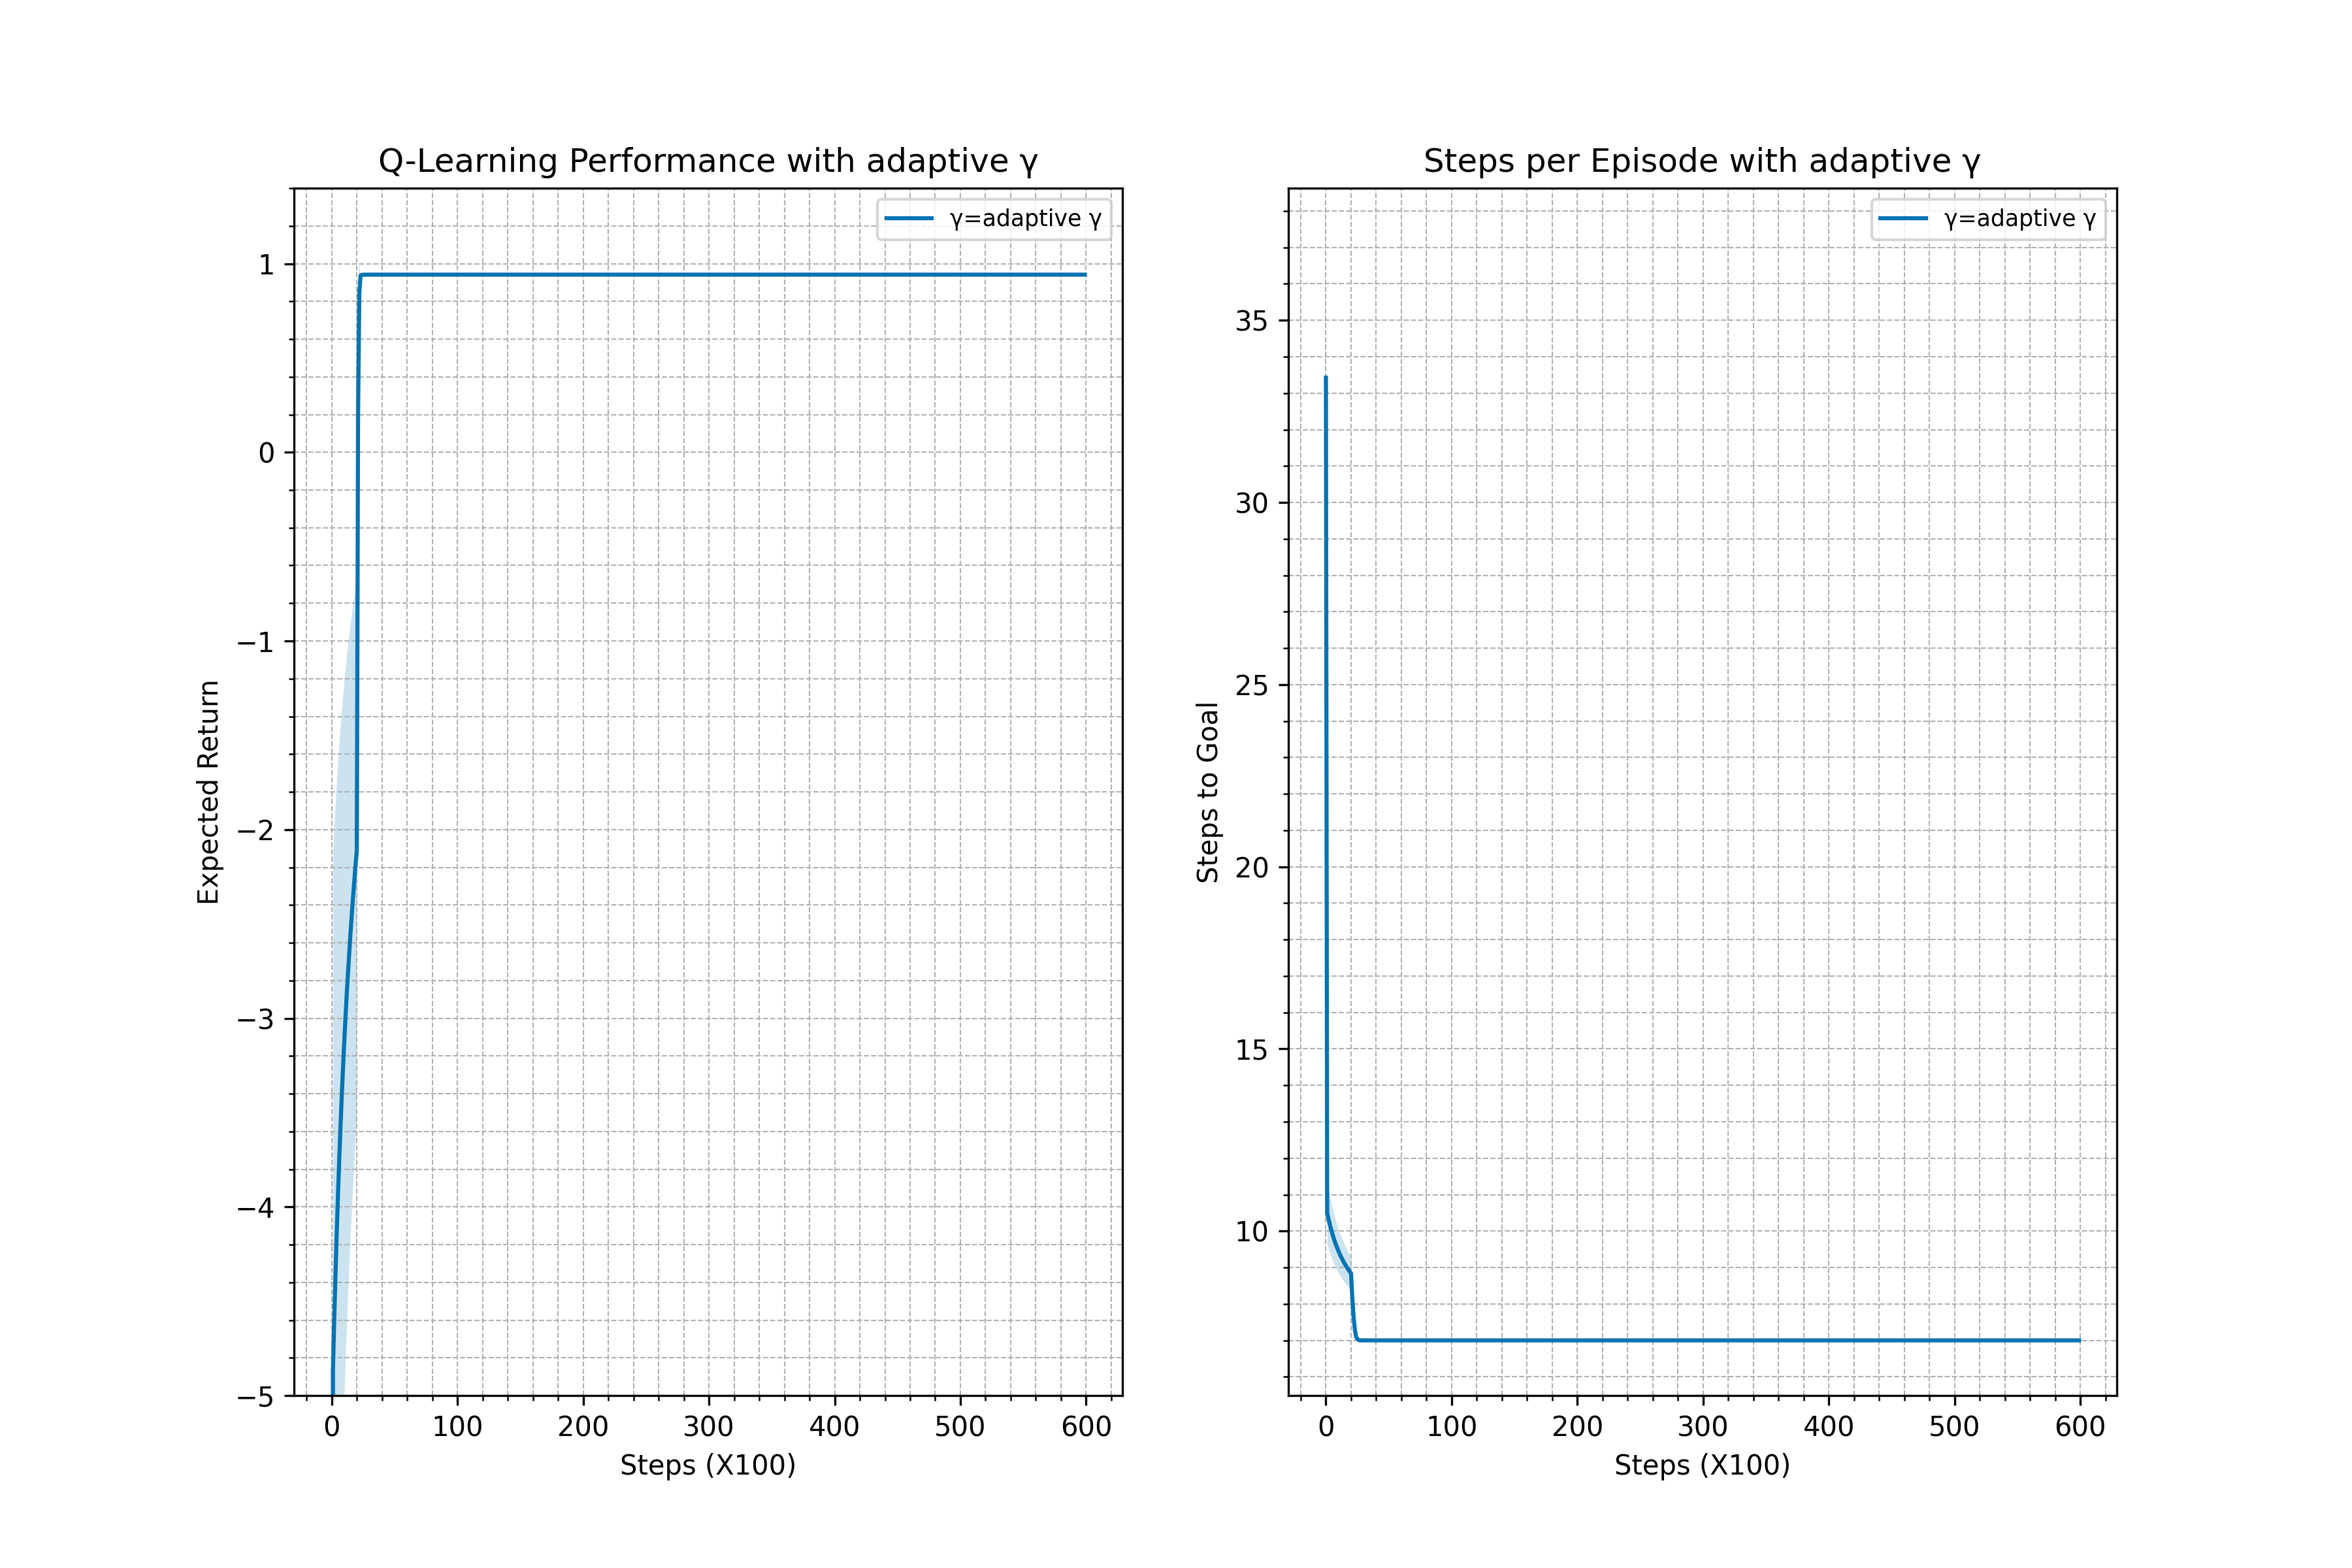 Q-Learning Performance with adaptive γ
γ=adaptive γ
1
0
−1
−2
−3
−4
−5
Expected Return
0 100 200 300 400 500 600
Steps (X100)
Steps per Episode with adaptive γ
γ=adaptive γ
35
30
25
20
15
10
Steps to Goal
0 100 200 300 400 500 600
Steps (X100)